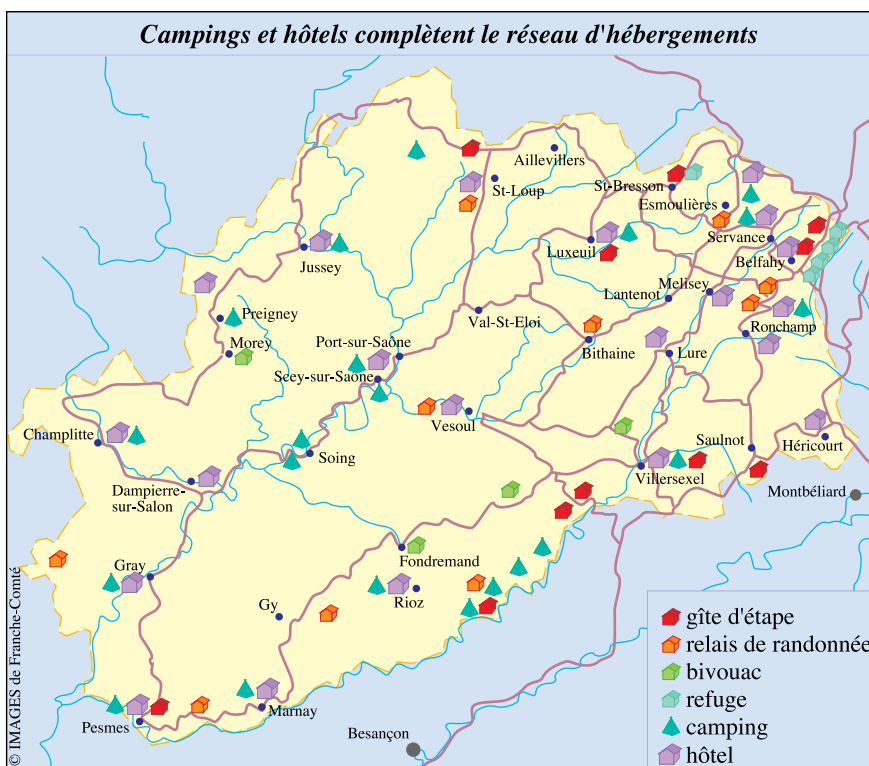 Campings et hôtels complètent le réseau d'hébergements
Aillevillers
St-Loup
St-Bresson
Esmoulières
Servance
Luxeuil
Belfahy
Jussey
Melisey
Lantenot
Preigney
Val-St-Eloi
Ronchamp
Port-sur-Saône
Morey
Bithaine
Lure
Scey-sur-Saône
Vesoul
Champlitte
Saulnot
Héricourt
Soing
Villersexel
Dampierre-
sur-Salon
Montbéliard
Fondremand
Gray
Rioz
Gy
Marnay
Pesmes
Besançon
gîte d'étape
relais de randonnée
bivouac
refuge
camping
hôtel
© IMAGES de Franche-Comté